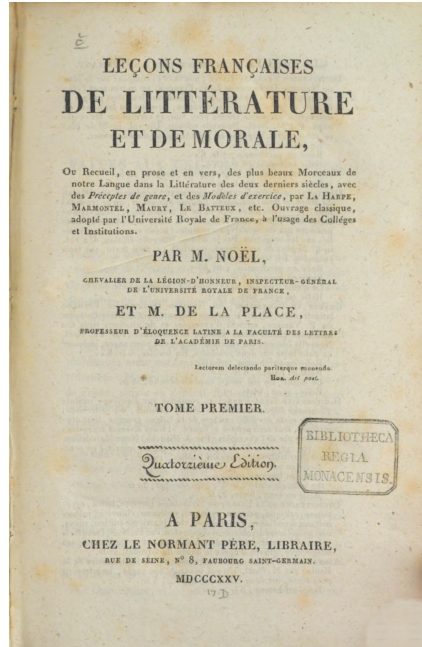 LEÇONS FRANÇAISES
DE LITTÉRATURE
ET DE MORALE,
Ou Recueil, en prose et en vers, des plus beaux Morceaux de
notre Langue dans la Littérature des deux derniers siècles, avec
des Préceptes de genre, et des Modèles d'exercice, par La Harpe,
Marmontel, Maury, Le Batteux, etc. Ouvrage classique,
adopté par l'Université Royale de France, à l'usage des Colléges
et Institutions.
PAR M. NOËL,
CHEVALIER DE LA LÉGION-D'HONNEUR, INSPECTEUR-GÉNÉRAL
DE L'UNIVERSITÉ ROYALE DE FRANCE,
ET M. DE LA PLACE,
PROFESSEUR D'ÉLOQUENCE LATINE A LA FACULTÉ DES LETTRES
DE L'ACADÉMIE DE PARIS.
Lectorem delectando pariterque monendo.
Hor. Art poet.
TOME PREMIER.
BIBLIOTHECA
REGIA
MONACENSIS.
Quatorzième Édition.
A PARIS,
CHEZ LE NORMANT PÈRE, LIBRAIRE,
RUE DE SEINE, N° 8, FAUBOURG SAINT-GERMAIN.
MDCCCXXV.
17 D